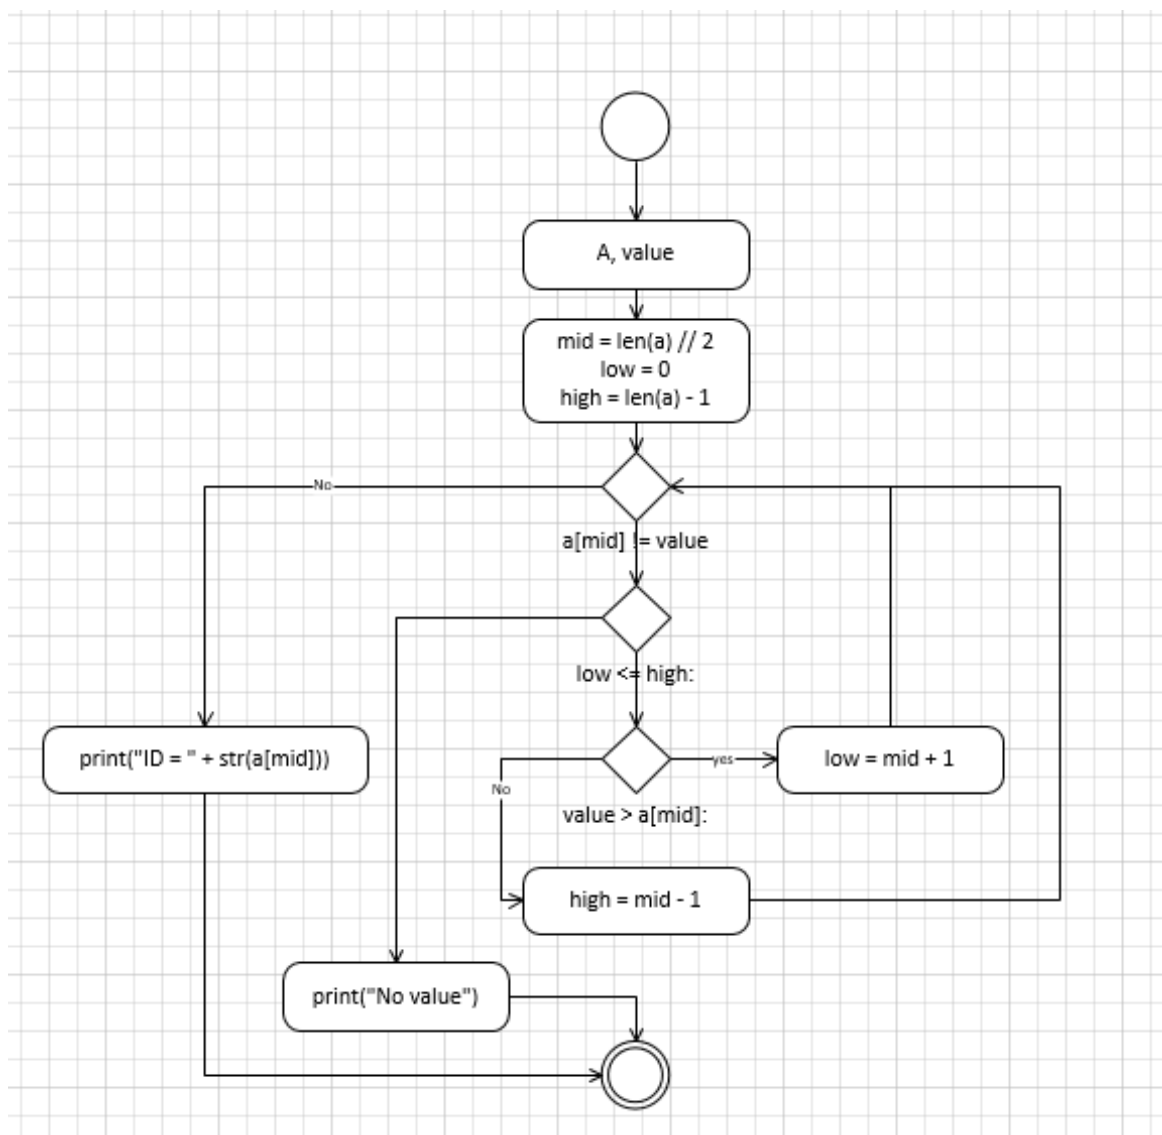 A, value
mid = len(a) // 2
low = 0
high = len(a) - 1
No
a[mid] != value
low <= high:
print("ID = " + str(a[mid]))
yes
low = mid + 1
No
value > a[mid]:
high = mid - 1
print("No value")